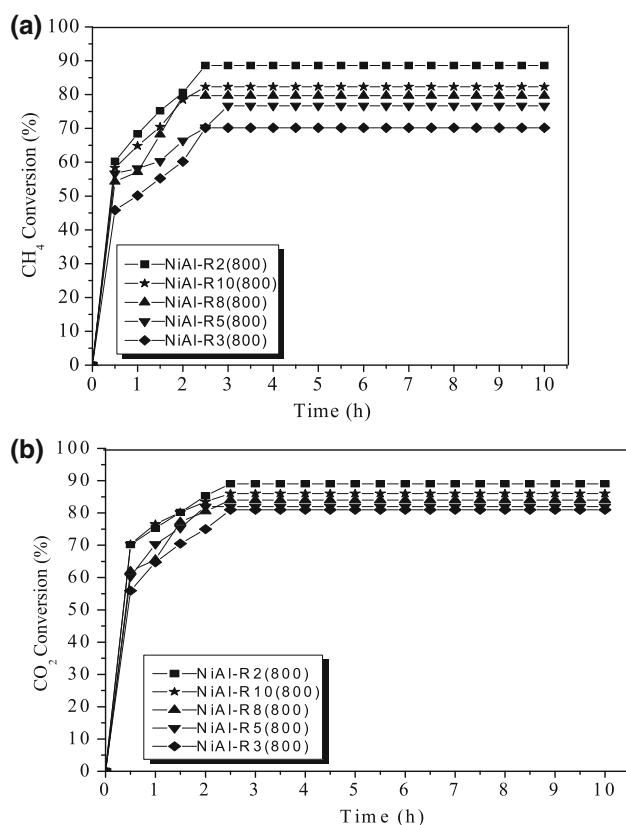 (a)
100
90
80
70
60
50
40
30
20
10
0
CH4 Conversion (%)
NiAl-R2(800)
NiAl-R10(800)
NiAl-R8(800)
NiAl-R5(800)
NiAl-R3(800)
0 1 2 3 4 5 6 7 8 9 10
Time (h)
(b)
100
90
80
70
60
50
40
30
20
10
0
CO2 Conversion (%)
NiAl-R2(800)
NiAl-R10(800)
NiAl-R8(800)
NiAl-R5(800)
NiAl-R3(800)
0 1 2 3 4 5 6 7 8 9 10
Time (h)